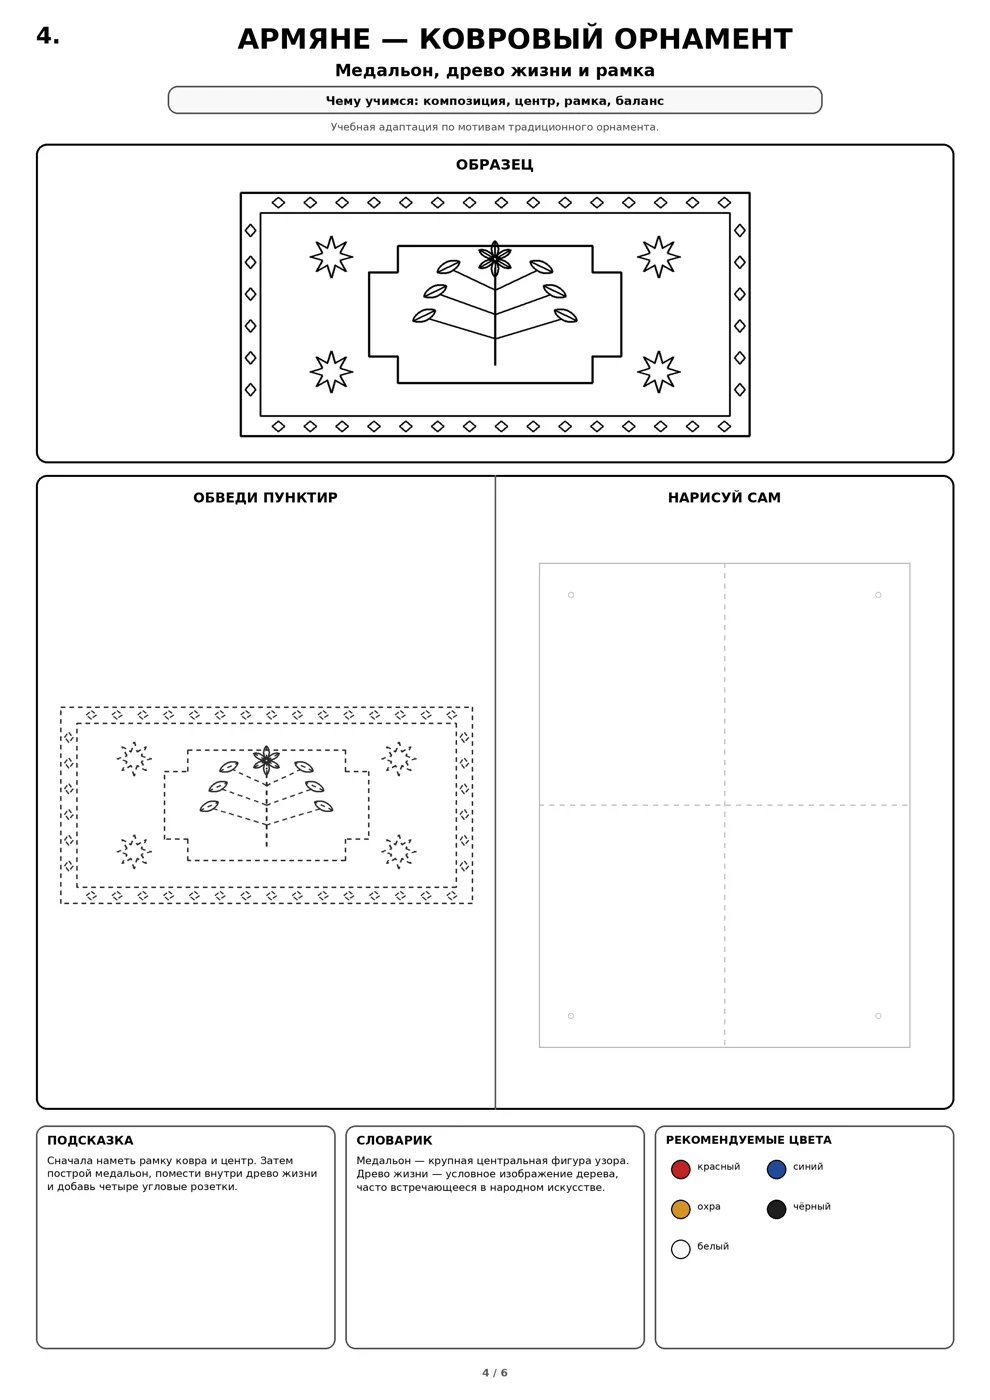 4.
АРМЯНЕ — КОВРОВЫЙ ОРНАМЕНТ
Медальон, древо жизни и рамка
Чему учимся: композиция, центр, рамка, баланс
Учебная адаптация по мотивам традиционного орнамента.
ОБРАЗЕЦ
ОБВЕДИ ПУНКТИР
НАРИСУЙ САМ
ПОДСКАЗКА
Сначала наметь рамку ковра и центр. Затем
построй медальон, помести внутри древо жизни
и добавь четыре угловые розетки.
СЛОВАРИК
Медальон — крупная центральная фигура узора.
Древо жизни — условное изображение дерева,
часто встречающееся в народном искусстве.
РЕКОМЕНДУЕМЫЕ ЦВЕТА
красный
синий
охра
чёрный
белый
4 / 6